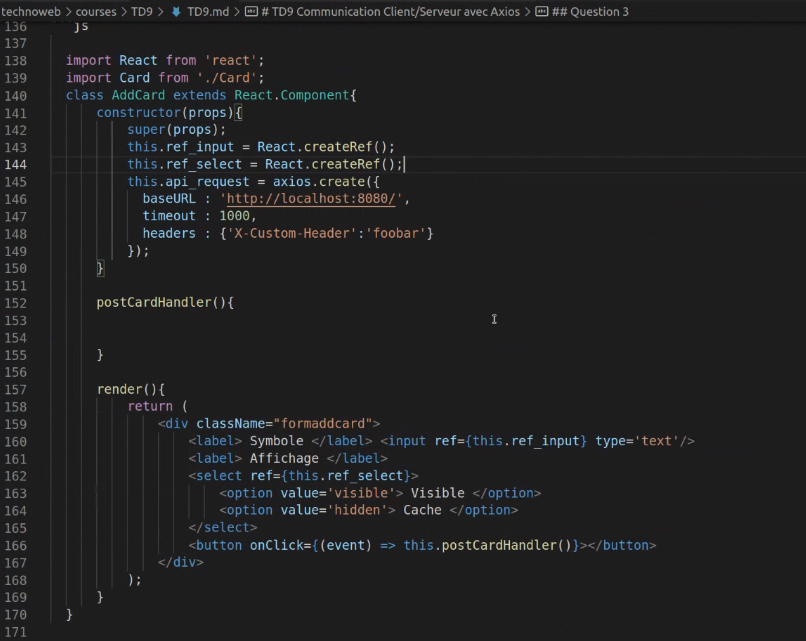 technoweb > courses > TD9 > TD9.md > # TD9 Communication Client/Serveur avec Axios > ## Question 3
136 js
137
138 import React from 'react';
139 import Card from './Card';
140 class AddCard extends React.Component{
141 constructor(props){
142 super(props);
143 this.ref_input = React.createRef();
144 this.ref_select = React.createRef();
145 this.api_request = axios.create({
146 baseURL : 'http://localhost:8080/',
147 timeout : 1000,
148 headers : {'X-Custom-Header':'foobar'}
149 });
150 }
151
152 postCardHandler(){
153
154
155 }
156
157 render(){
158 return (
159 <div className="formaddcard">
160 <label> Symbole </label> <input ref={this.ref_input} type='text'/>
161 <label> Affichage </label>
162 <select ref={this.ref_select}>
163 <option value='visible'> Visible </option>
164 <option value='hidden'> Cache </option>
165 </select>
166 <button onClick={(event) => this.postCardHandler()}></button>
167 </div>
168 );
169 }
170 }
171